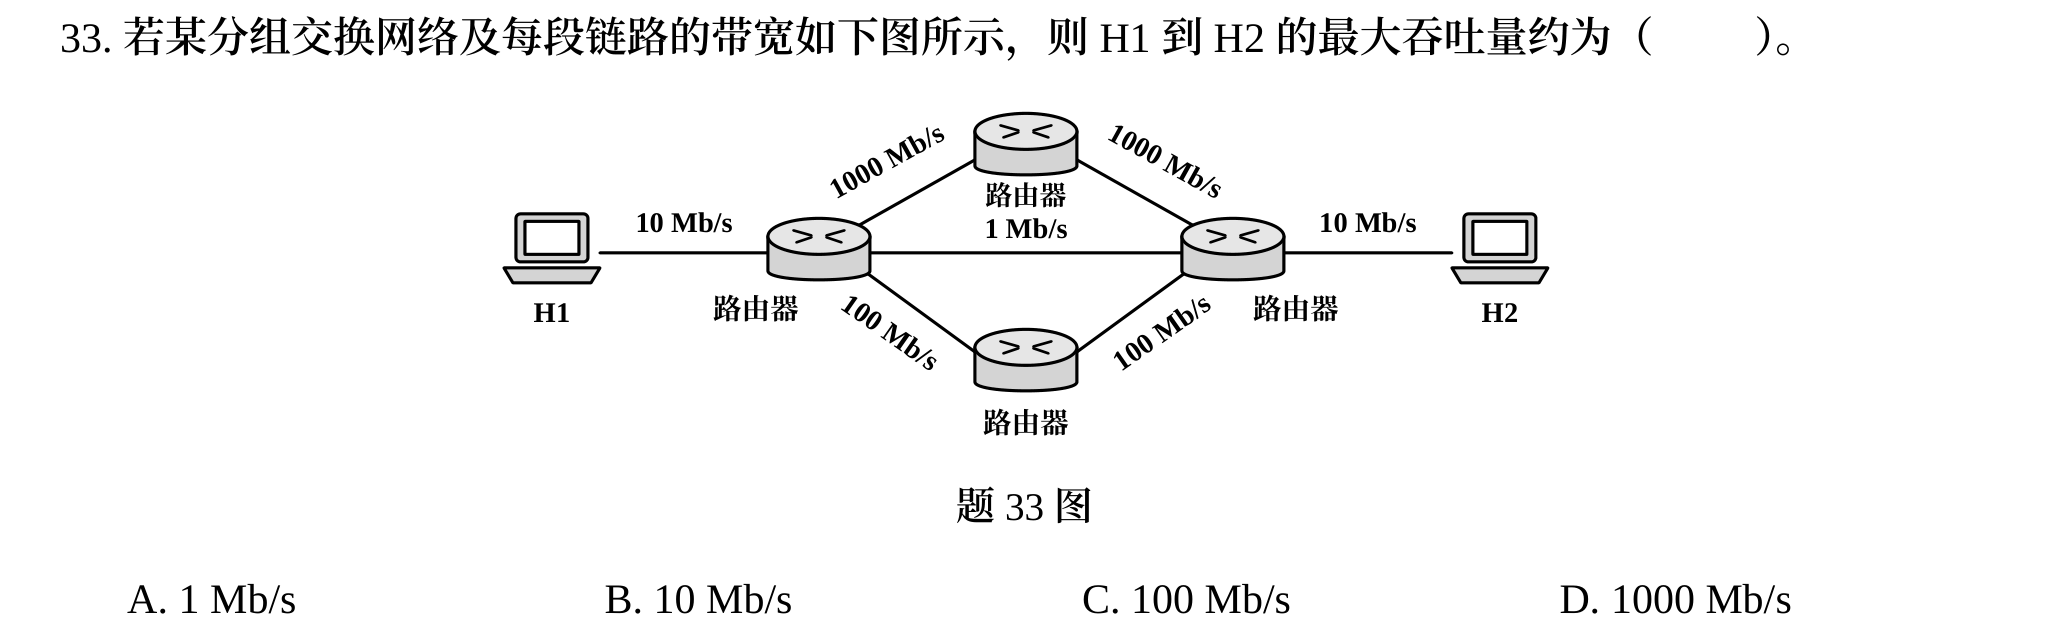 33. 若某分组交换网络及每段链路的带宽如下图所示，则 H1 到 H2 的最大吞吐量约为（　　）。
1000 Mb/s
1000 Mb/s
路由器
10 Mb/s
1 Mb/s
10 Mb/s
H1
路由器
100 Mb/s
100 Mb/s
路由器
H2
路由器
题 33 图
A. 1 Mb/s
B. 10 Mb/s
C. 100 Mb/s
D. 1000 Mb/s